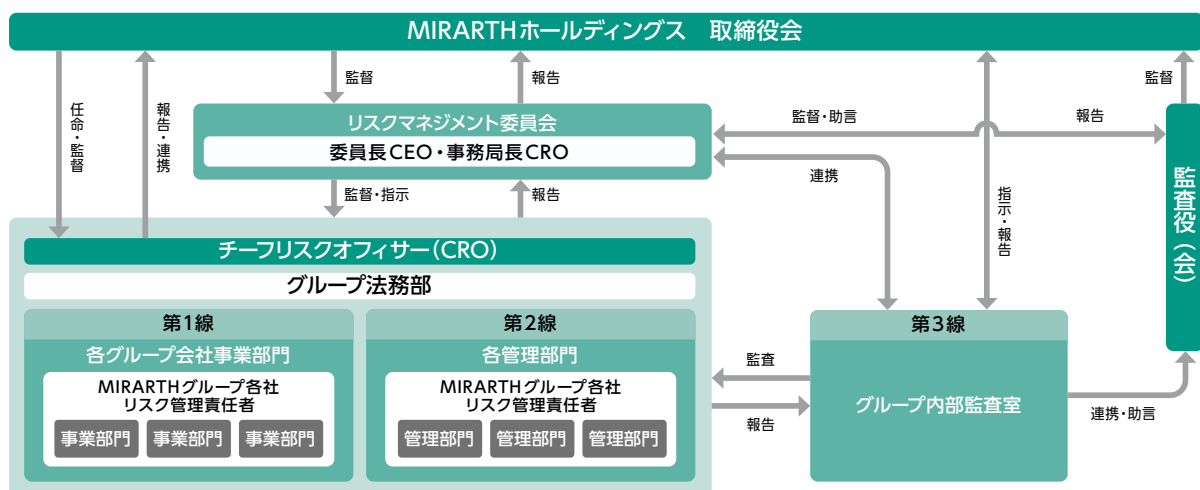 MIRARTHホールディングス　取締役会
監督
報告
監督
任命・監督
報告・連携
リスクマネジメント委員会
委員長CEO・事務局長CRO
監督・助言
報告
連携
指示・報告
監査役（会）
監督・指示
報告
チーフリスクオフィサー（CRO）
グループ法務部
第1線
各グループ会社事業部門
MIRARTHグループ各社
リスク管理責任者
事業部門
事業部門
事業部門
第2線
各管理部門
MIRARTHグループ各社
リスク管理責任者
管理部門
管理部門
管理部門
監査
報告
第3線
グループ内部監査室
連携・助言